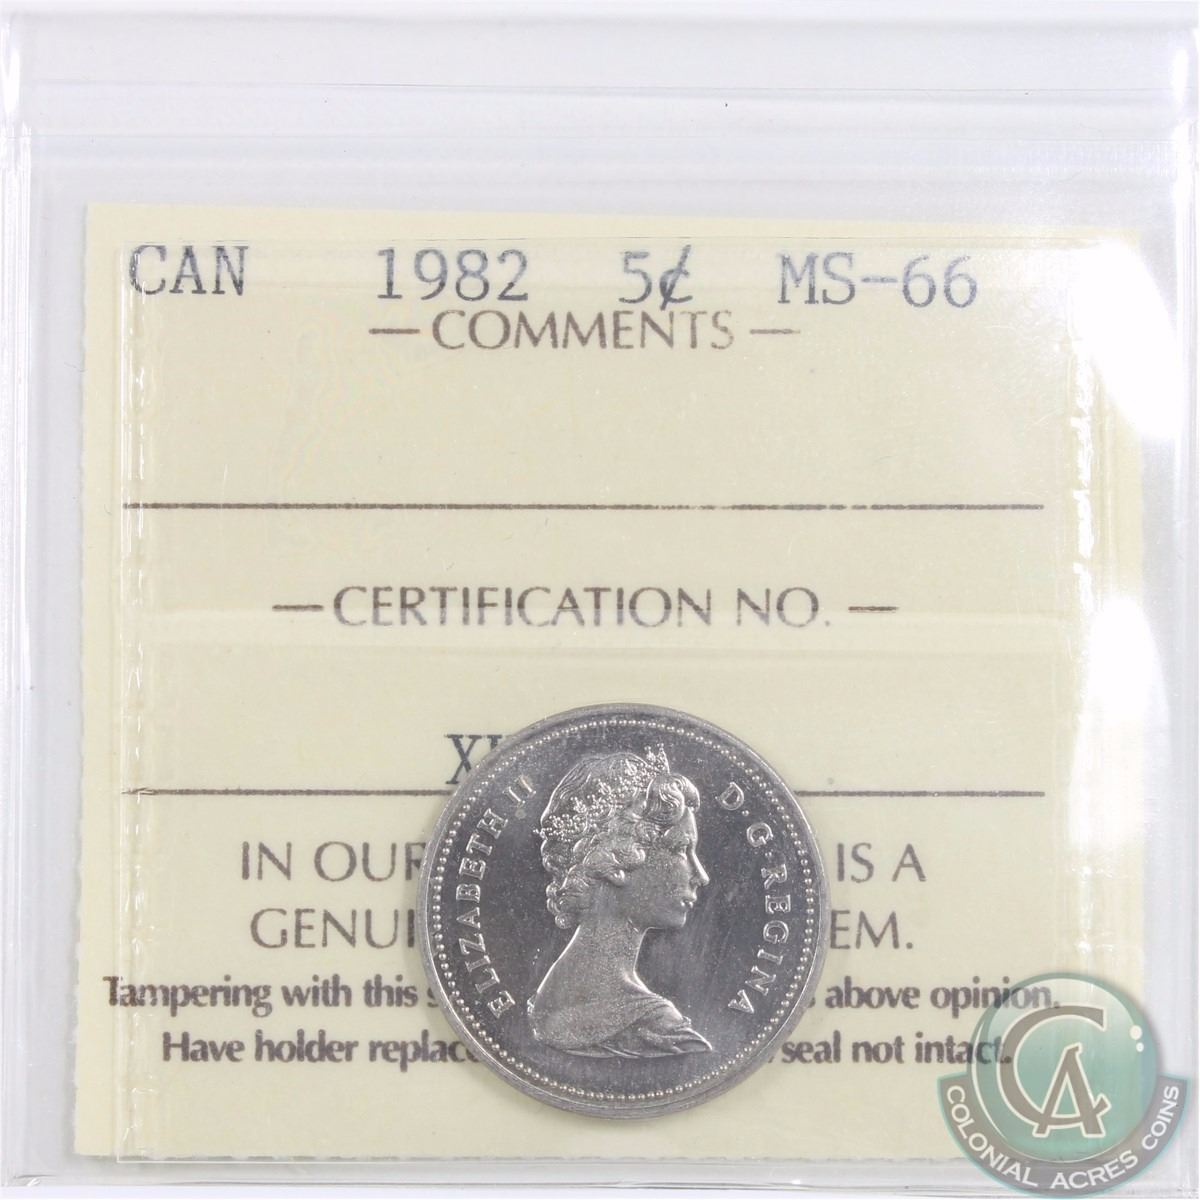 CAN 1982 5¢ MS-66
— COMMENTS —
— CERTIFICATION NO. —
IN OUR IS A
GENUI EM.
Tampering with this above opinion.
Have holder replac seal not intact.
ELIZABETH II D·G·REGINA
CA
COLONIAL ACRES COINS